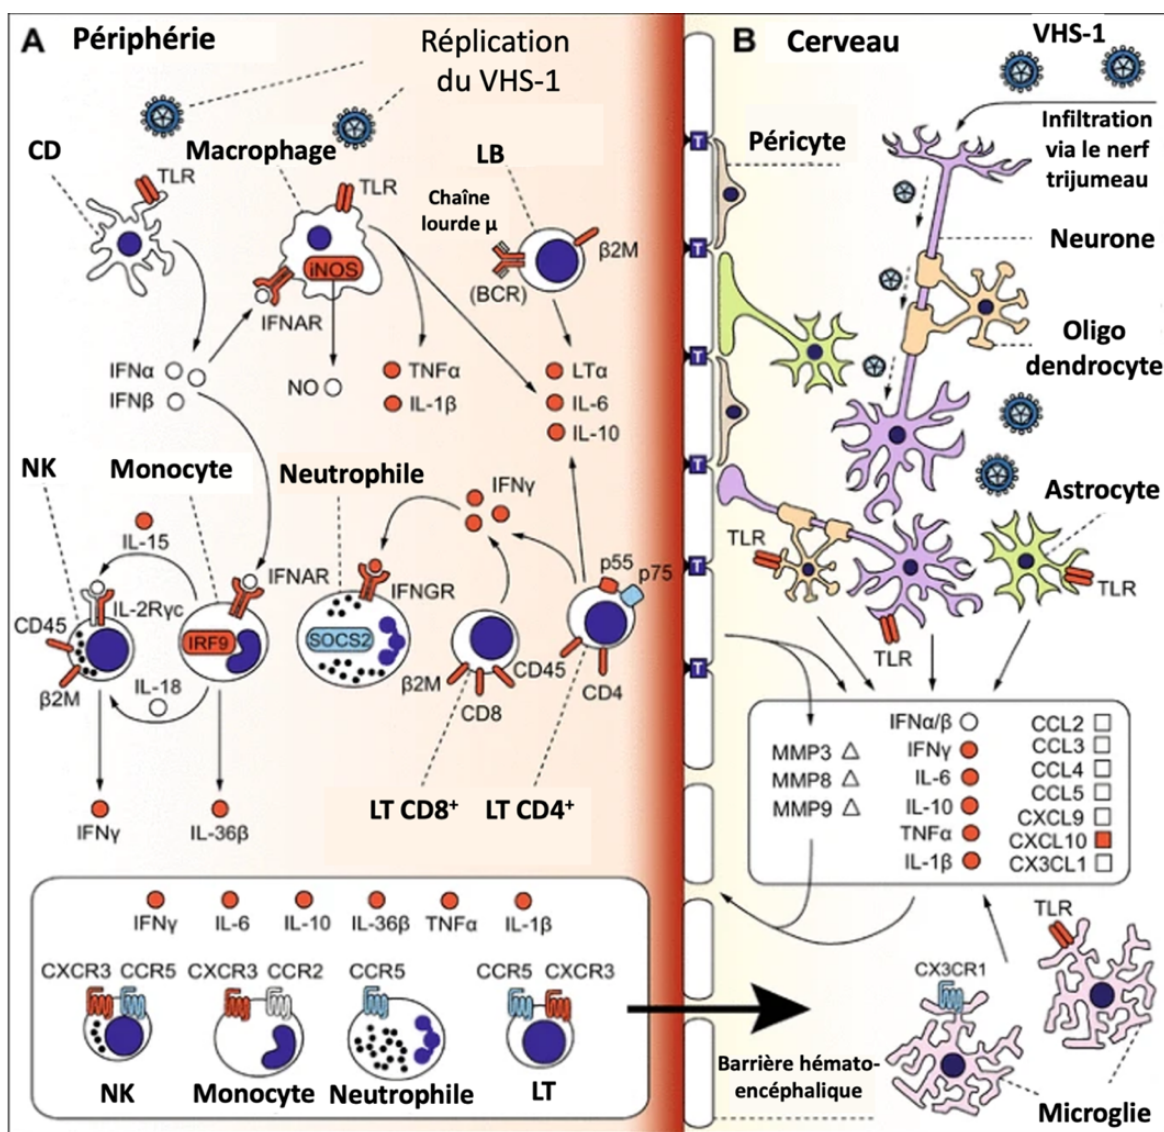 A Périphérie
Réplication
du VHS-1
CD
Macrophage
LB
TLR
TLR
Chaîne
lourde µ
β2M
iNOS
(BCR)
IFNAR
IFNα
IFNβ
NO
TNFα
IL-1β
LTα
IL-6
IL-10
NK
Monocyte
Neutrophile
IFNγ
IL-15
IFNAR
IFNGR
p55
p75
IL-2Rγc
CD45
IRF9
SOCS2
β2M
IL-18
β2M
CD8
CD45
CD4
IFNγ
IL-36β
LT CD8+
LT CD4+
IFNγ
IL-6
IL-10
IL-36β
TNFα
IL-1β
CXCR3
CCR5
CXCR3
CCR2
CCR5
CCR5
CXCR3
NK
Monocyte
Neutrophile
LT
B Cerveau
VHS-1
T
T
T
T
T
T
Péricyte
Infiltration
via le nerf
trijumeau
Neurone
Oligo
dendrocyte
Astrocyte
TLR
TLR
TLR
MMP3
MMP8
MMP9
IFNα/β
IFNγ
IL-6
IL-10
TNFα
IL-1β
CCL2
CCL3
CCL4
CCL5
CXCL9
CXCL10
CX3CL1
TLR
CX3CR1
Barrière hémato-
encéphalique
Microglie